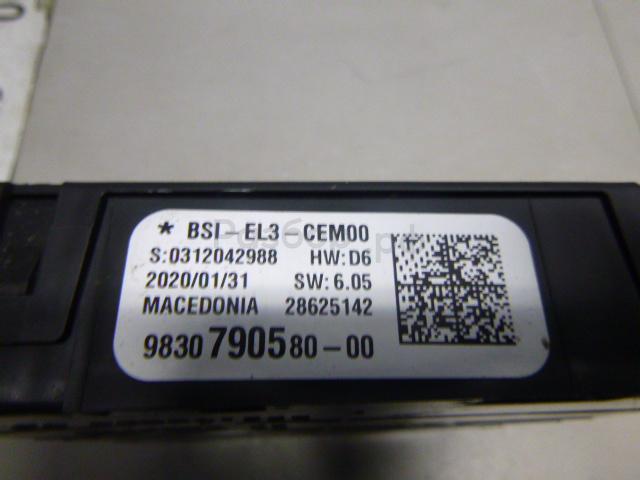 * BSI-EL3-CEM00
S:0312042988 HW:D6
2020/01/31 SW:6.05
MACEDONIA 28625142
9830790580-00